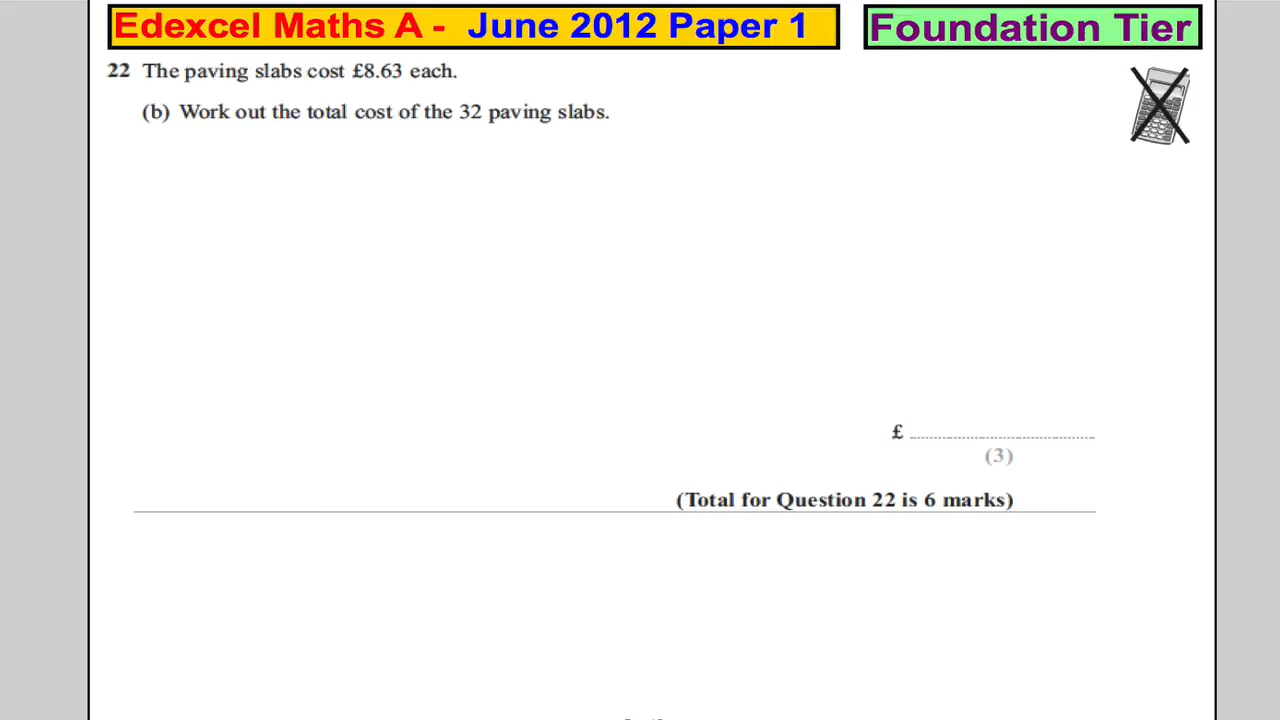 Edexcel Maths A - June 2012 Paper 1
Foundation Tier
22 The paving slabs cost £8.63 each.
(b) Work out the total cost of the 32 paving slabs.
£ ........................................................
(3)
(Total for Question 22 is 6 marks)